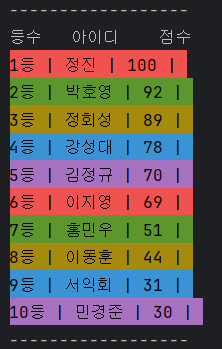 ------------------
등수 아이디 점수
1등 | 정진 | 100 |
2등 | 박호영 | 92 |
3등 | 정회성 | 89 |
4등 | 강성대 | 78 |
5등 | 김정규 | 70 |
6등 | 이지영 | 69 |
7등 | 홍민우 | 51 |
8등 | 이동훈 | 44 |
9등 | 서익회 | 31 |
10등 | 민경준 | 30 |
------------------